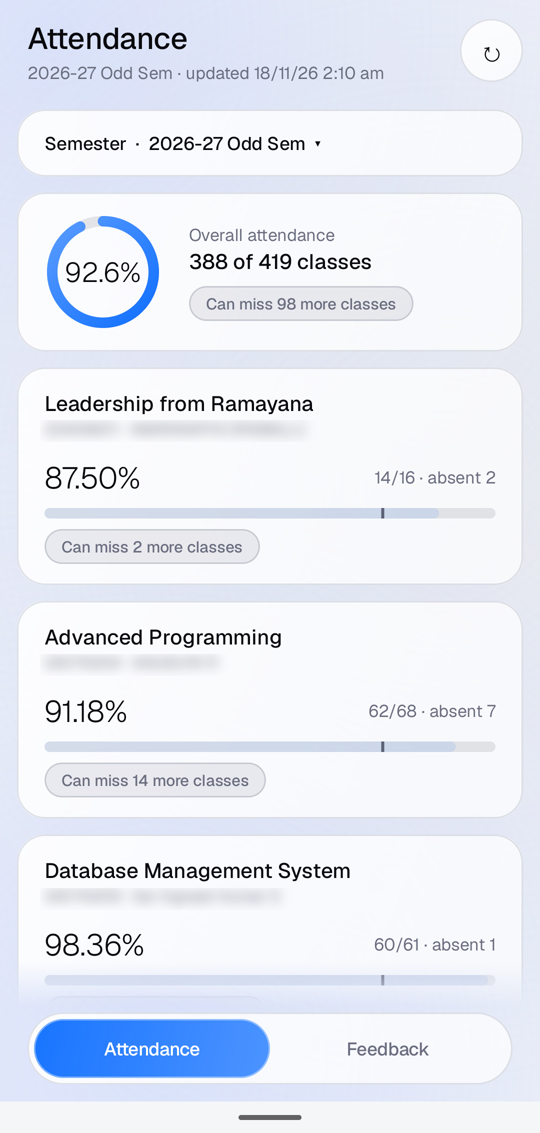 Attendance
2026-27 Odd Sem · updated 18/11/26 2:10 am
↻
Semester · 2026-27 Odd Sem ▾
92.6%
Overall attendance
388 of 419 classes
Can miss 98 more classes
Leadership from Ramayana
87.50%
14/16 · absent 2
Can miss 2 more classes
Advanced Programming
91.18%
62/68 · absent 7
Can miss 14 more classes
Database Management System
98.36%
60/61 · absent 1
Attendance
Feedback